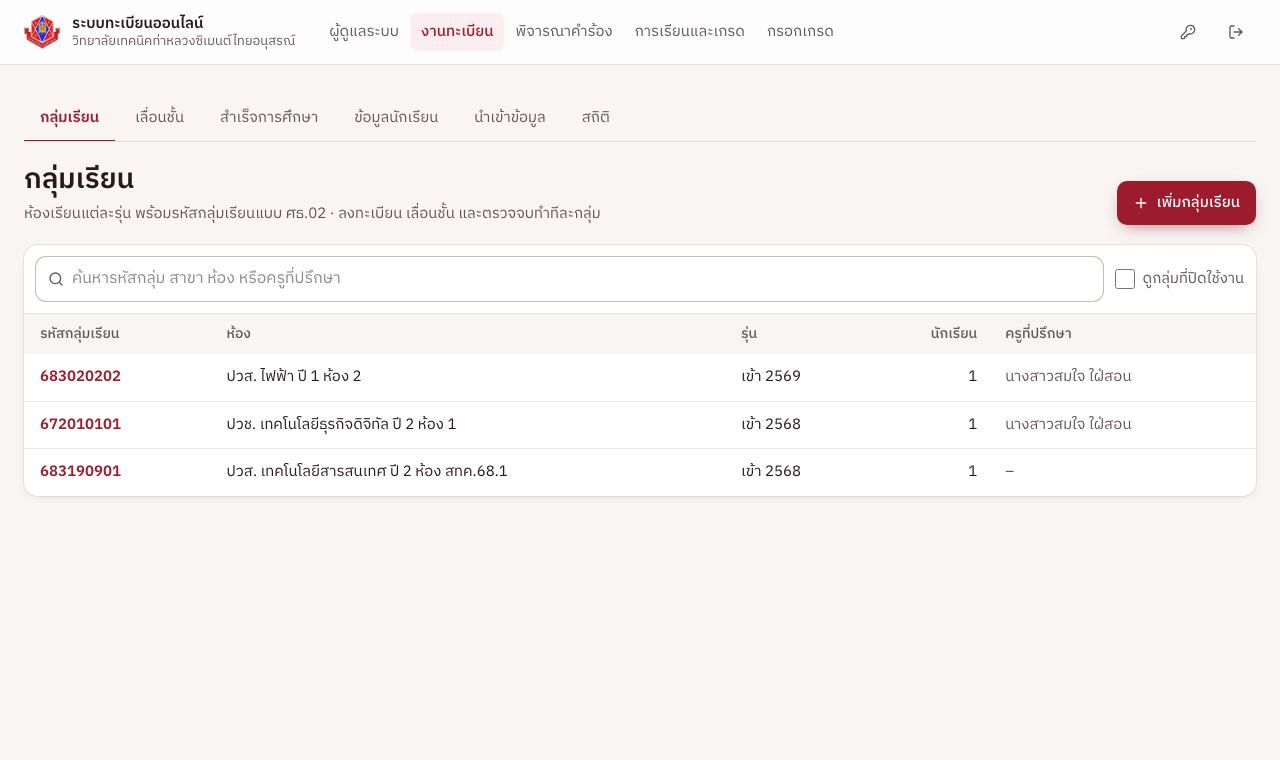 ระบบทะเบียนออนไลน์
วิทยาลัยเทคนิคท่าหลวงซิเมนต์ไทยอนุสรณ์
ผู้ดูแลระบบ งานทะเบียน พิจารณาคำร้อง การเรียนและเกรด กรอกเกรด
กลุ่มเรียน เลื่อนชั้น สำเร็จการศึกษา ข้อมูลนักเรียน นำเข้าข้อมูล สถิติ
กลุ่มเรียน
ห้องเรียนแต่ละรุ่น พร้อมรหัสกลุ่มเรียนแบบ ศธ.02 · ลงทะเบียน เลื่อนชั้น และตรวจจบทำทีละกลุ่ม
+ เพิ่มกลุ่มเรียน
ค้นหารหัสกลุ่ม สาขา ห้อง หรือครูที่ปรึกษา ดูกลุ่มที่ปิดใช้งาน
รหัสกลุ่มเรียน ห้อง รุ่น นักเรียน ครูที่ปรึกษา
683020202 ปวส. ไฟฟ้า ปี 1 ห้อง 2 เข้า 2569 1 นางสาวสมใจ ใฝ่สอน
672010101 ปวช. เทคโนโลยีธุรกิจดิจิทัล ปี 2 ห้อง 1 เข้า 2568 1 นางสาวสมใจ ใฝ่สอน
683190901 ปวส. เทคโนโลยีสารสนเทศ ปี 2 ห้อง สทค.68.1 เข้า 2568 1 –